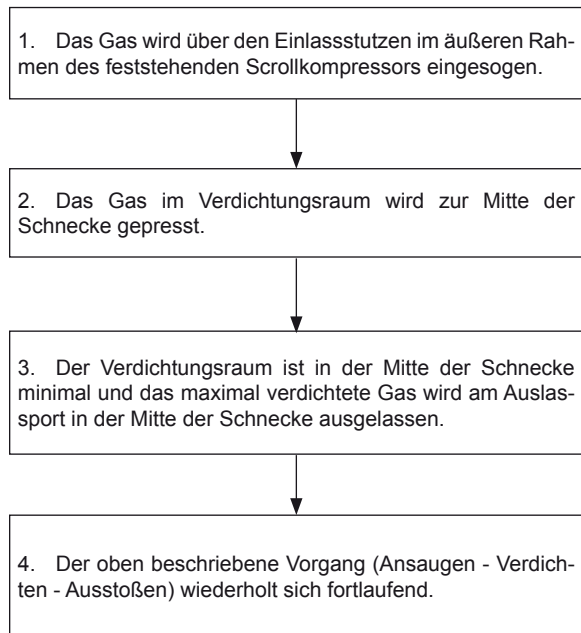 1. Das Gas wird über den Einlassstutzen im äußeren Rah-
men des feststehenden Scrollkompressors eingesogen.
2. Das Gas im Verdichtungsraum wird zur Mitte der
Schnecke gepresst.
3. Der Verdichtungsraum ist in der Mitte der Schnecke
minimal und das maximal verdichtete Gas wird am Auslas-
sport in der Mitte der Schnecke ausgelassen.
4. Der oben beschriebene Vorgang (Ansaugen - Verdich-
ten - Ausstoßen) wiederholt sich fortlaufend.